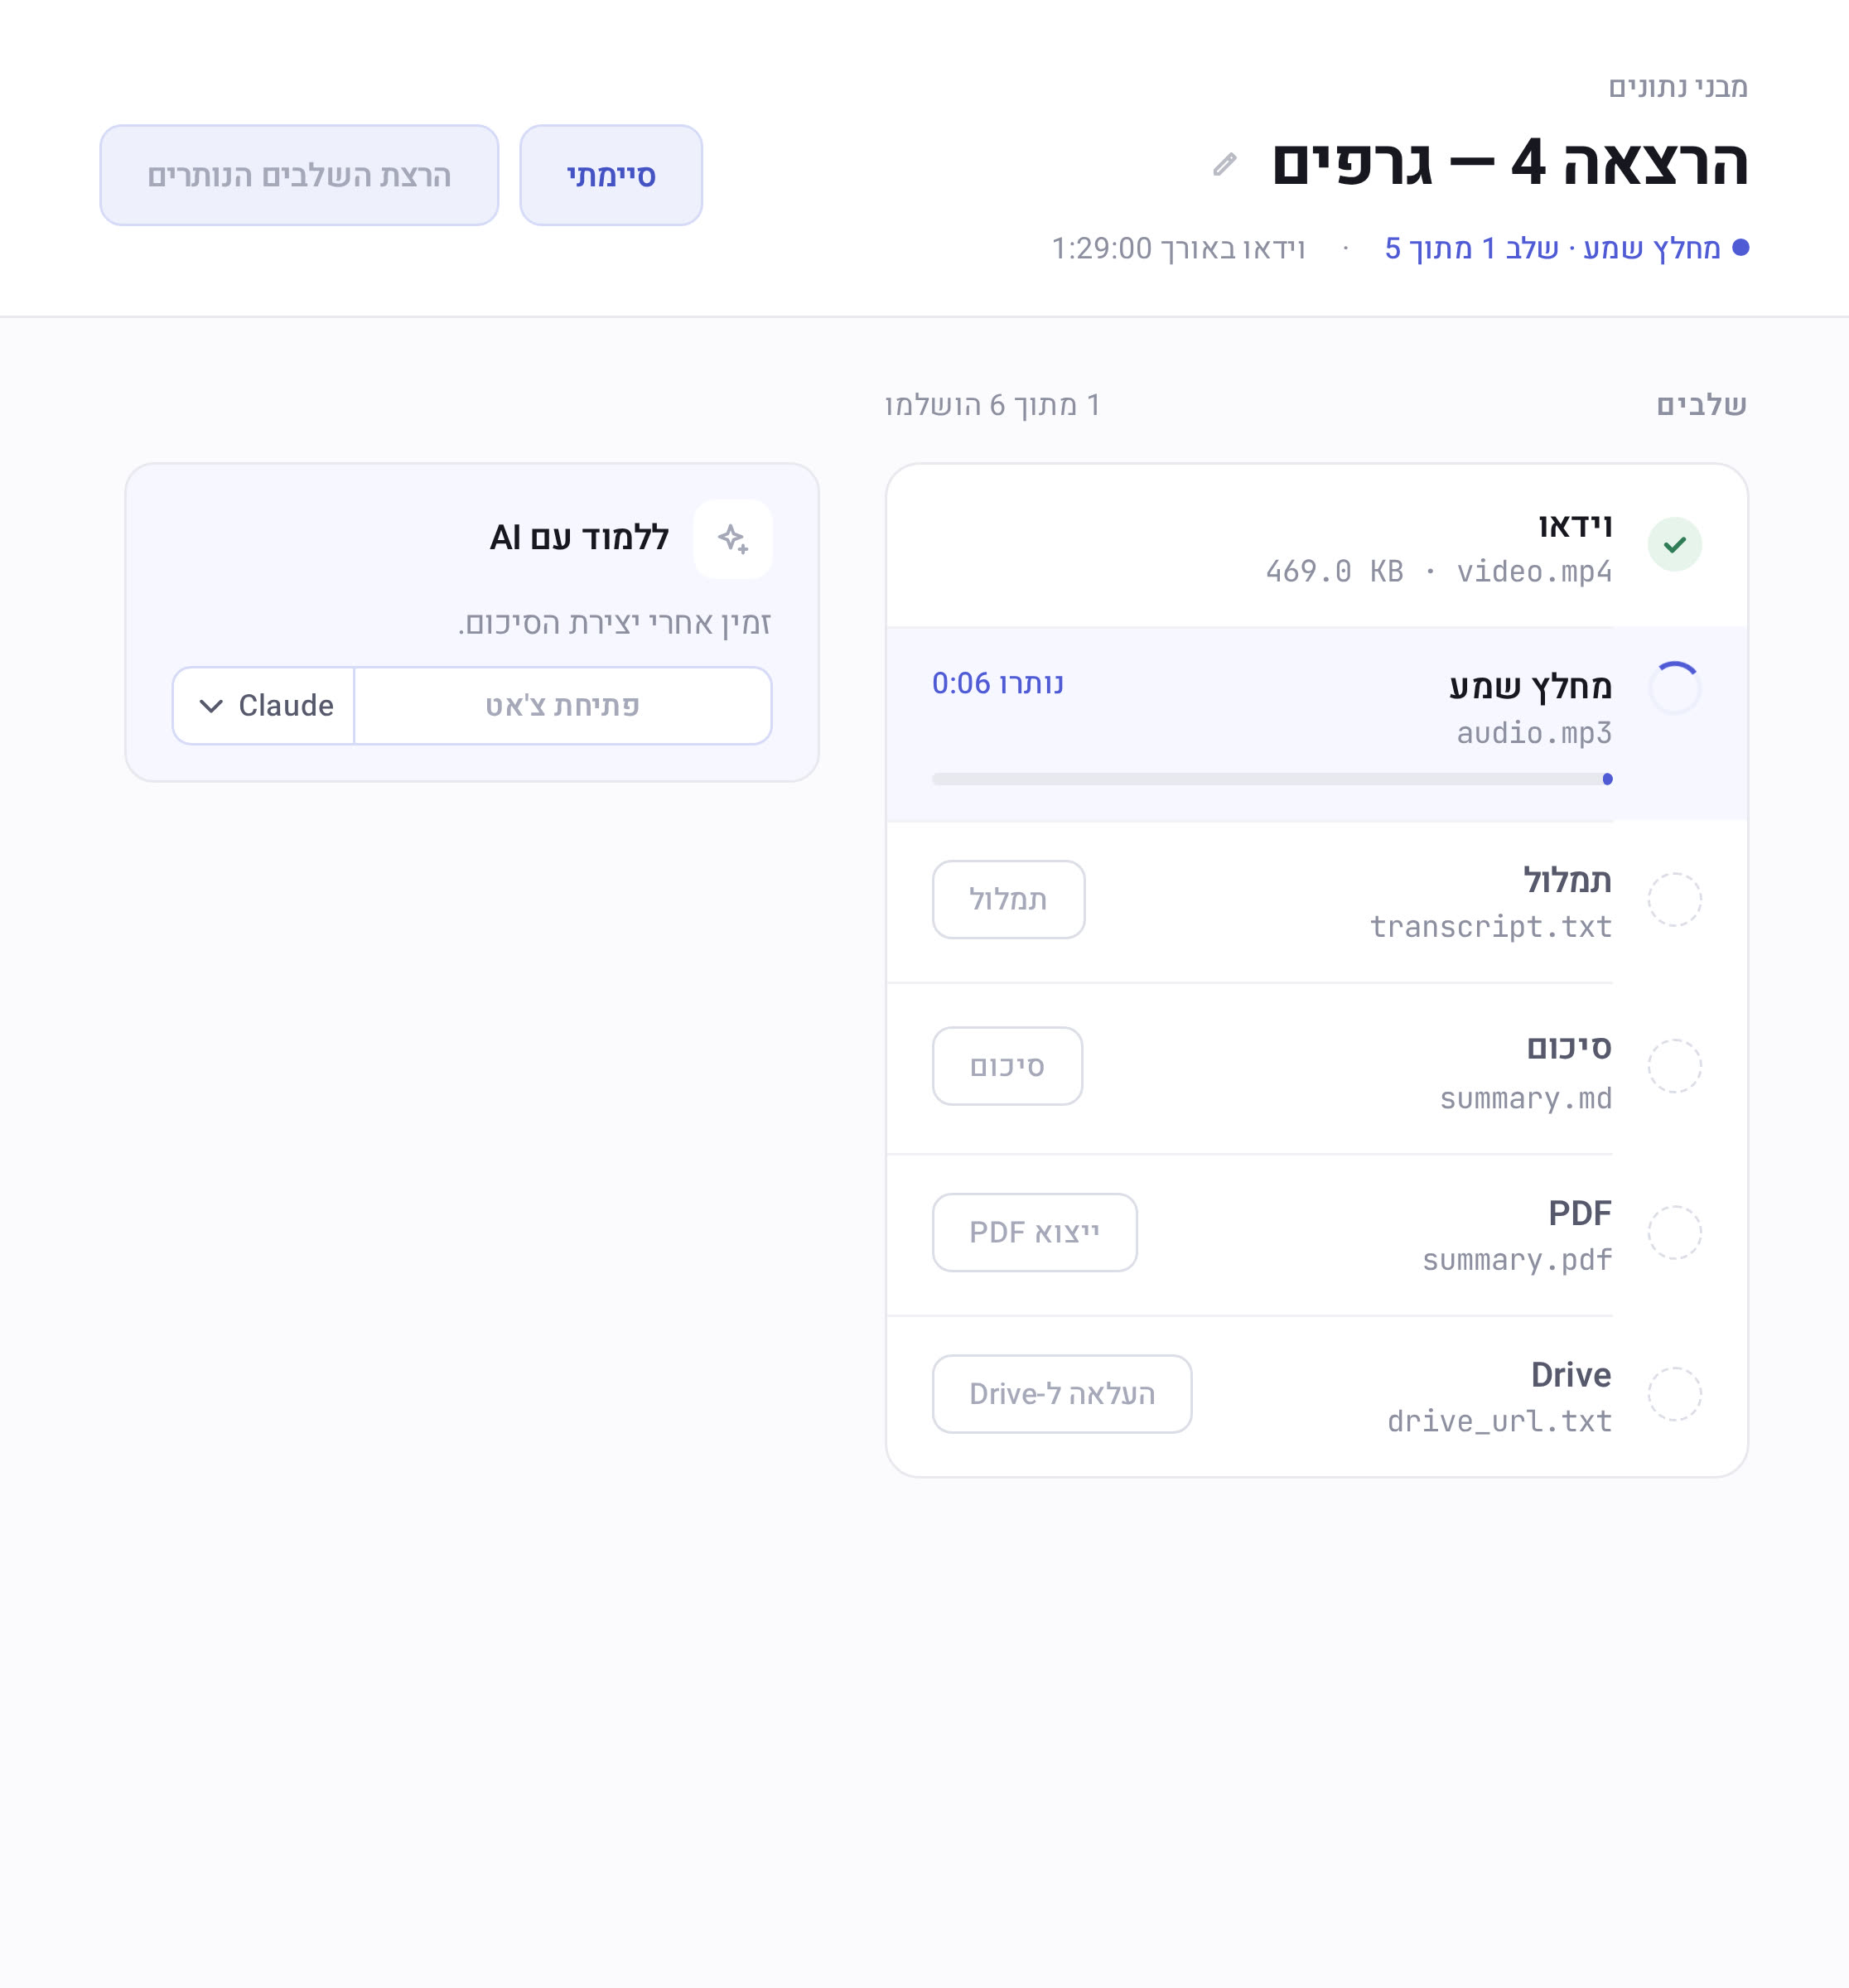 מבני נתונים
הרצאה 4 — גרפים
מחלץ שמע · שלב 1 מתוך 5 · וידאו באורך 1:29:00
סיימתי
הרצת השלבים הנותרים
שלבים
1 מתוך 6 הושלמו
וידאו
video.mp4 · 469.0 KB
מחלץ שמע
נותרו 0:06
audio.mp3
תמלול
transcript.txt
תמלול
סיכום
summary.md
סיכום
PDF
summary.pdf
ייצוא PDF
Drive
drive_url.txt
העלאה ל-Drive
ללמוד עם AI
זמין אחרי יצירת הסיכום.
פתיחת צ'אט
Claude